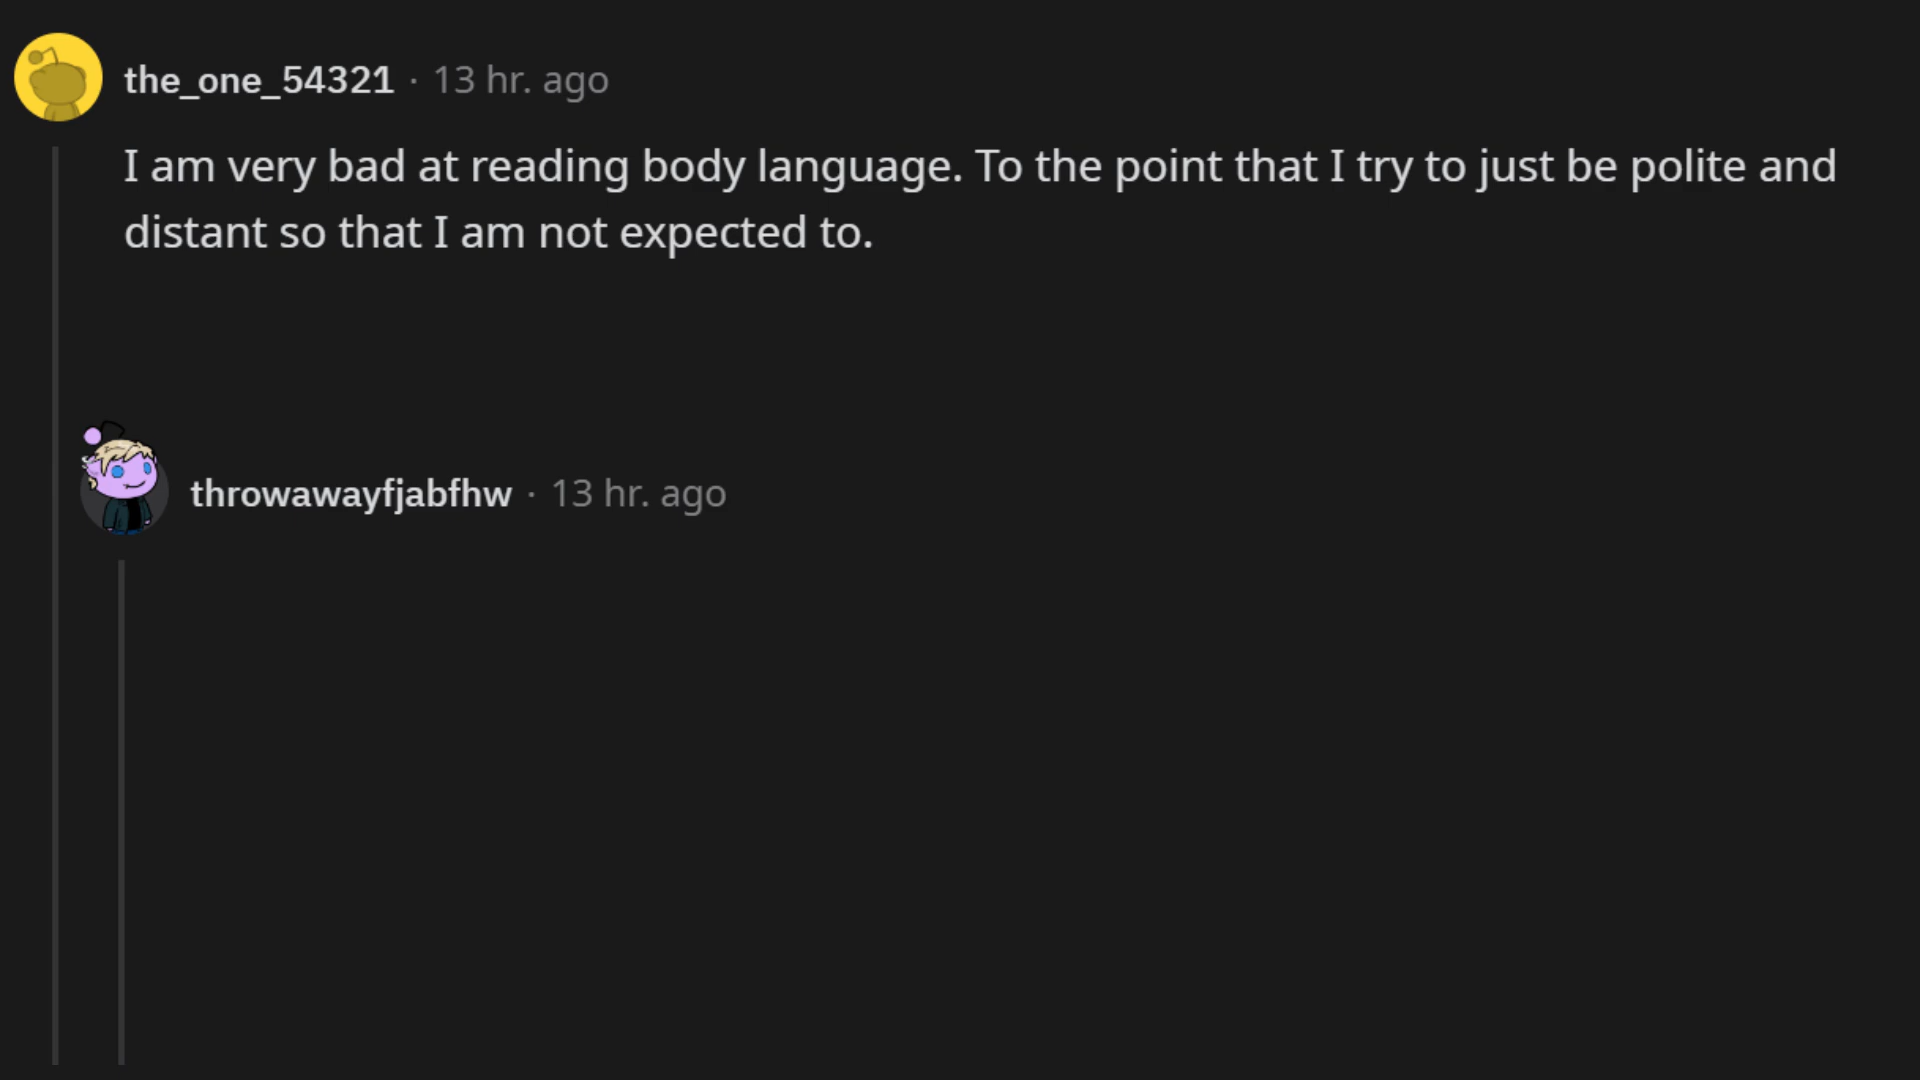 the_one_54321 · 13 hr. ago
I am very bad at reading body language. To the point that I try to just be polite and
distant so that I am not expected to.
throwawayfjabfhw · 13 hr. ago